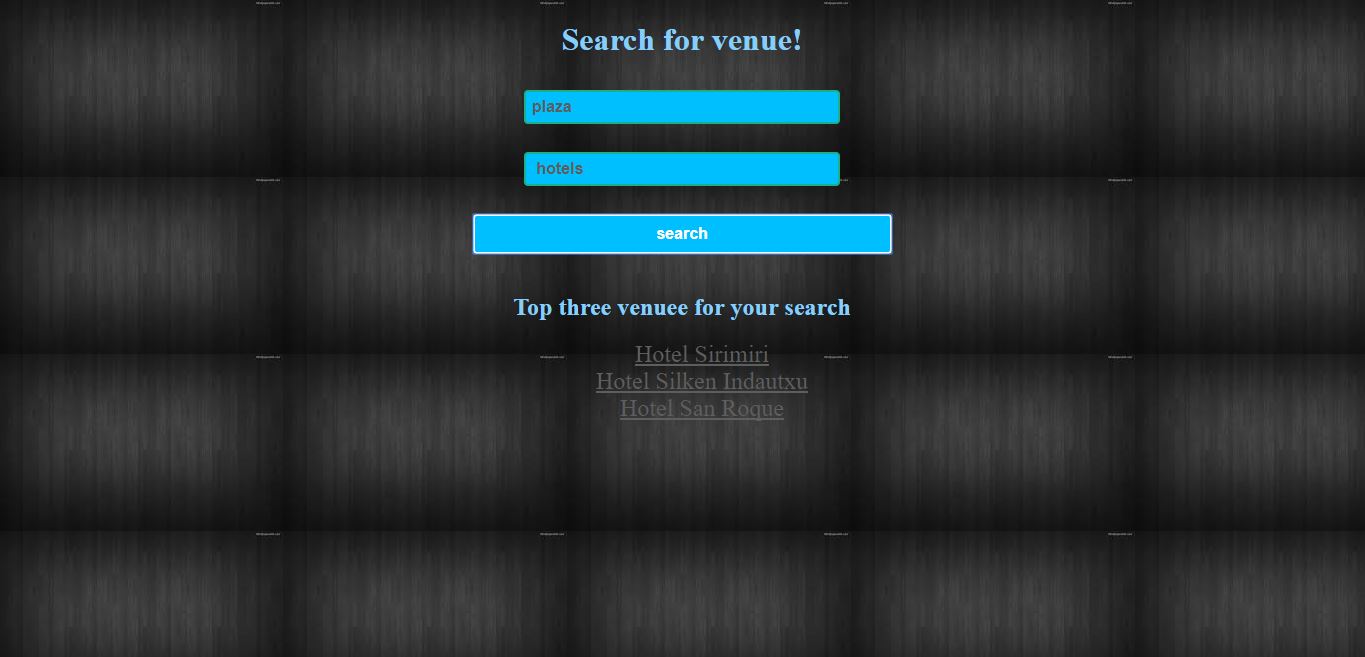 Search for venue!
plaza
hotels
search
Top three venuee for your search
Hotel Sirimiri
Hotel Silken Indautxu
Hotel San Roque